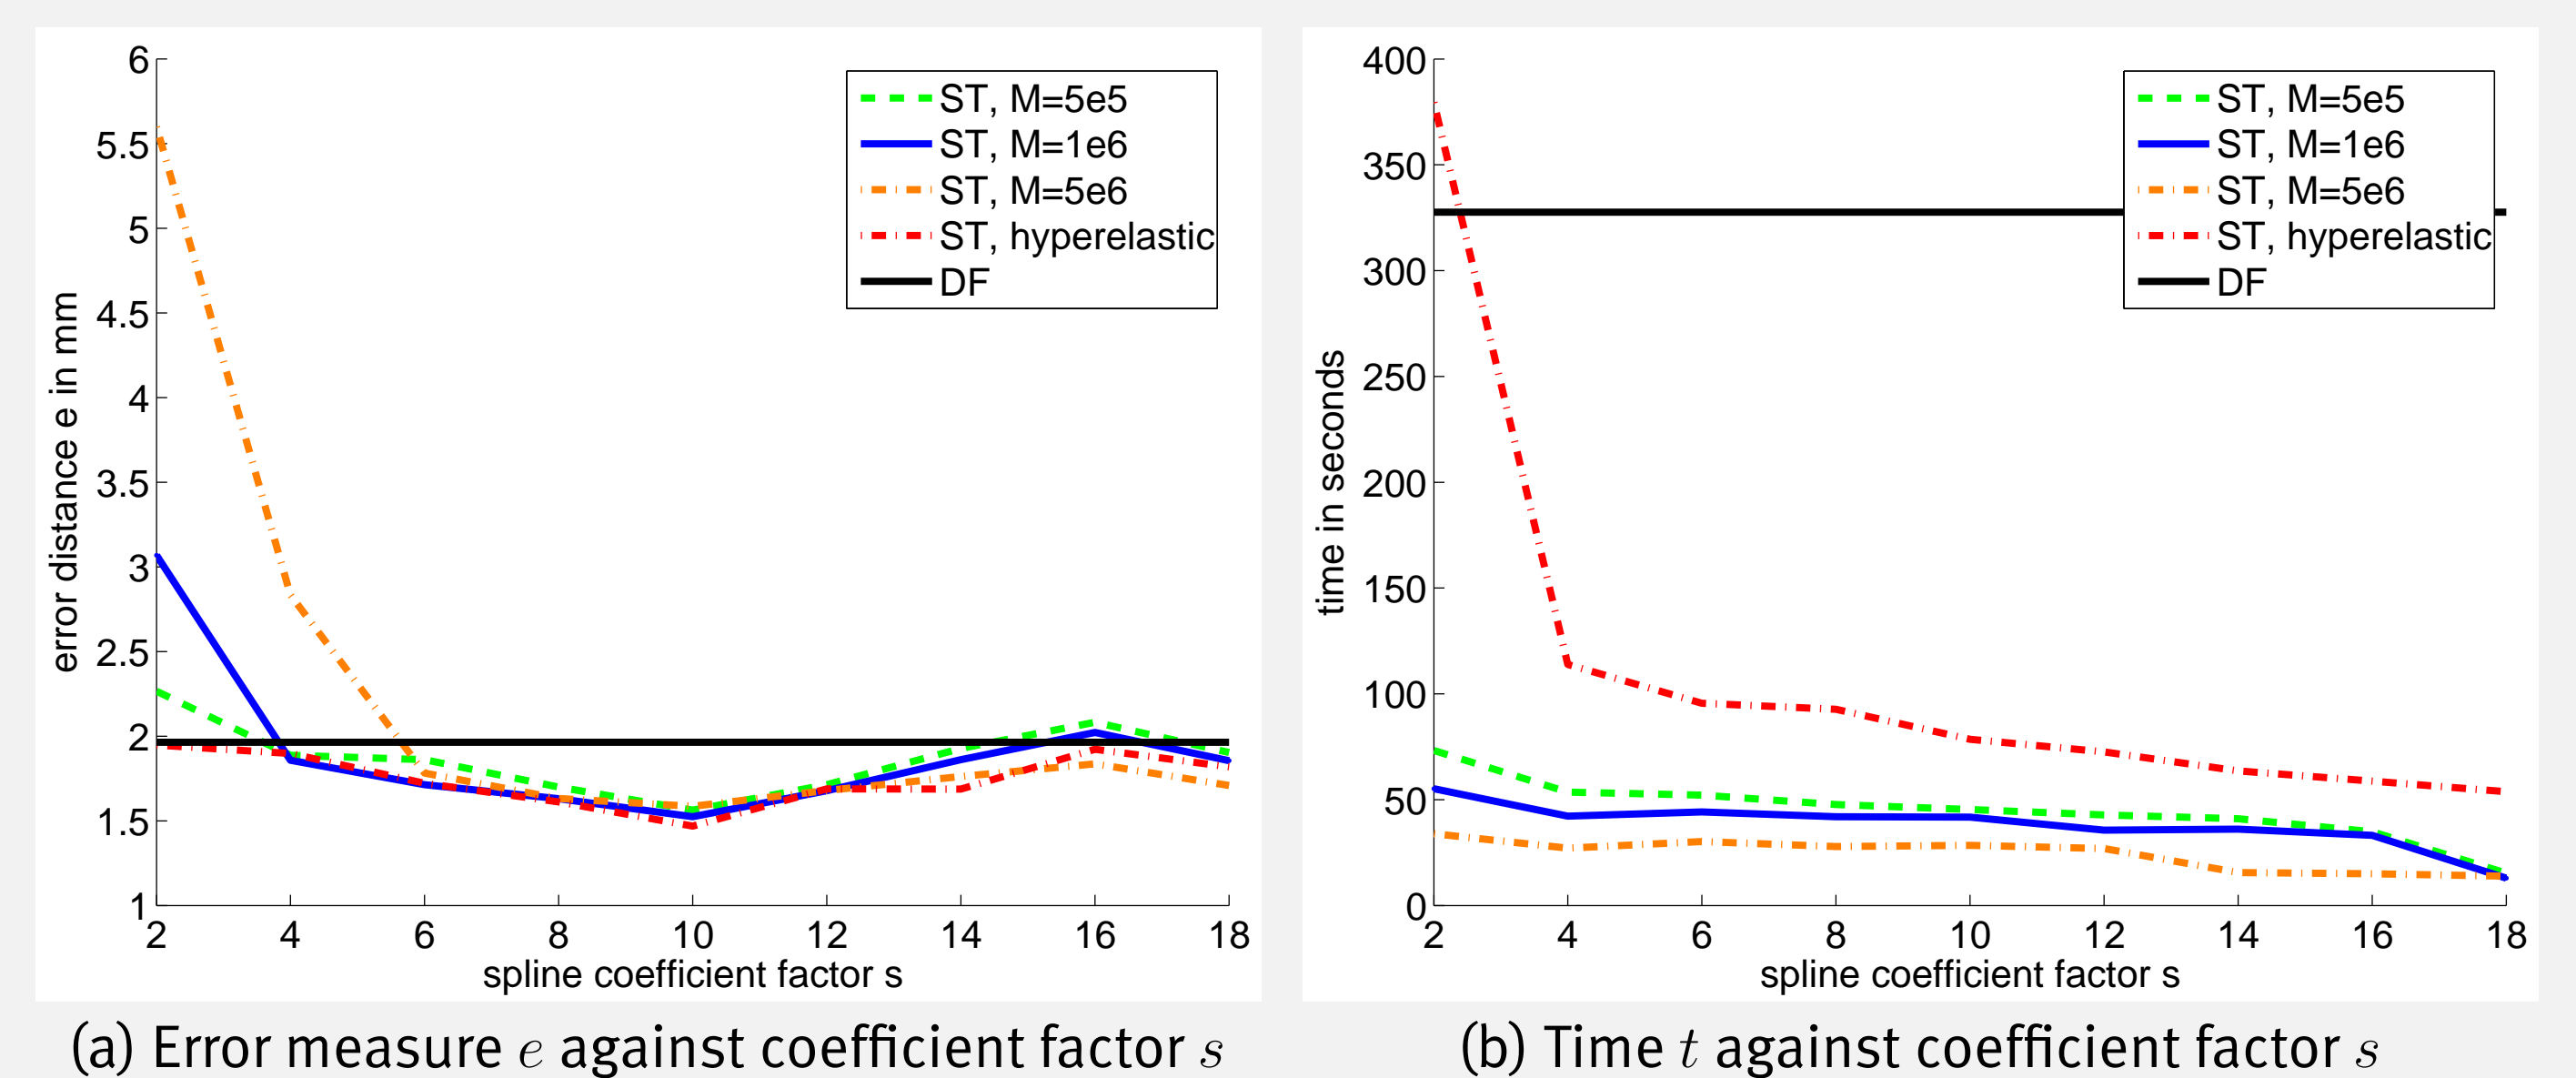 6
5.5
5
4.5
4
3.5
3
2.5
2
1.5
1
error distance e in mm
ST, M=5e5
ST, M=1e6
ST, M=5e6
ST, hyperelastic
DF
2 4 6 8 10 12 14 16 18
spline coefficient factor s
(a) Error measure e against coefficient factor s
400
350
300
250
200
150
100
50
0
time in seconds
ST, M=5e5
ST, M=1e6
ST, M=5e6
ST, hyperelastic
DF
2 4 6 8 10 12 14 16 18
spline coefficient factor s
(b) Time t against coefficient factor s